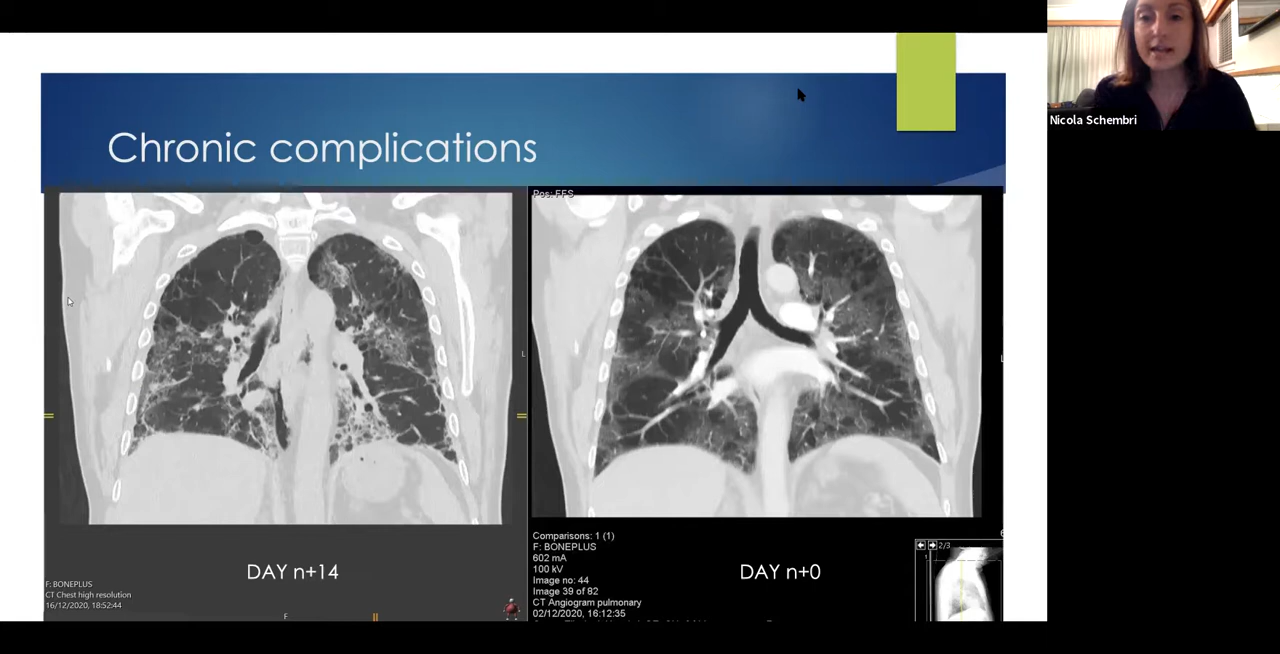 Chronic complications
Nicola Schembri
Pos: FFS
L
DAY n+14
F: BONEPLUS
CT Chest high resolution
16/12/2020, 18:52:44
F
L
Comparisons: 1 (1)
F: BONEPLUS
602 mA
100 kV
Image no: 44
Image 39 of 82
CT Angiogram pulmonary
02/12/2020, 16:12:35
DAY n+0
2/3